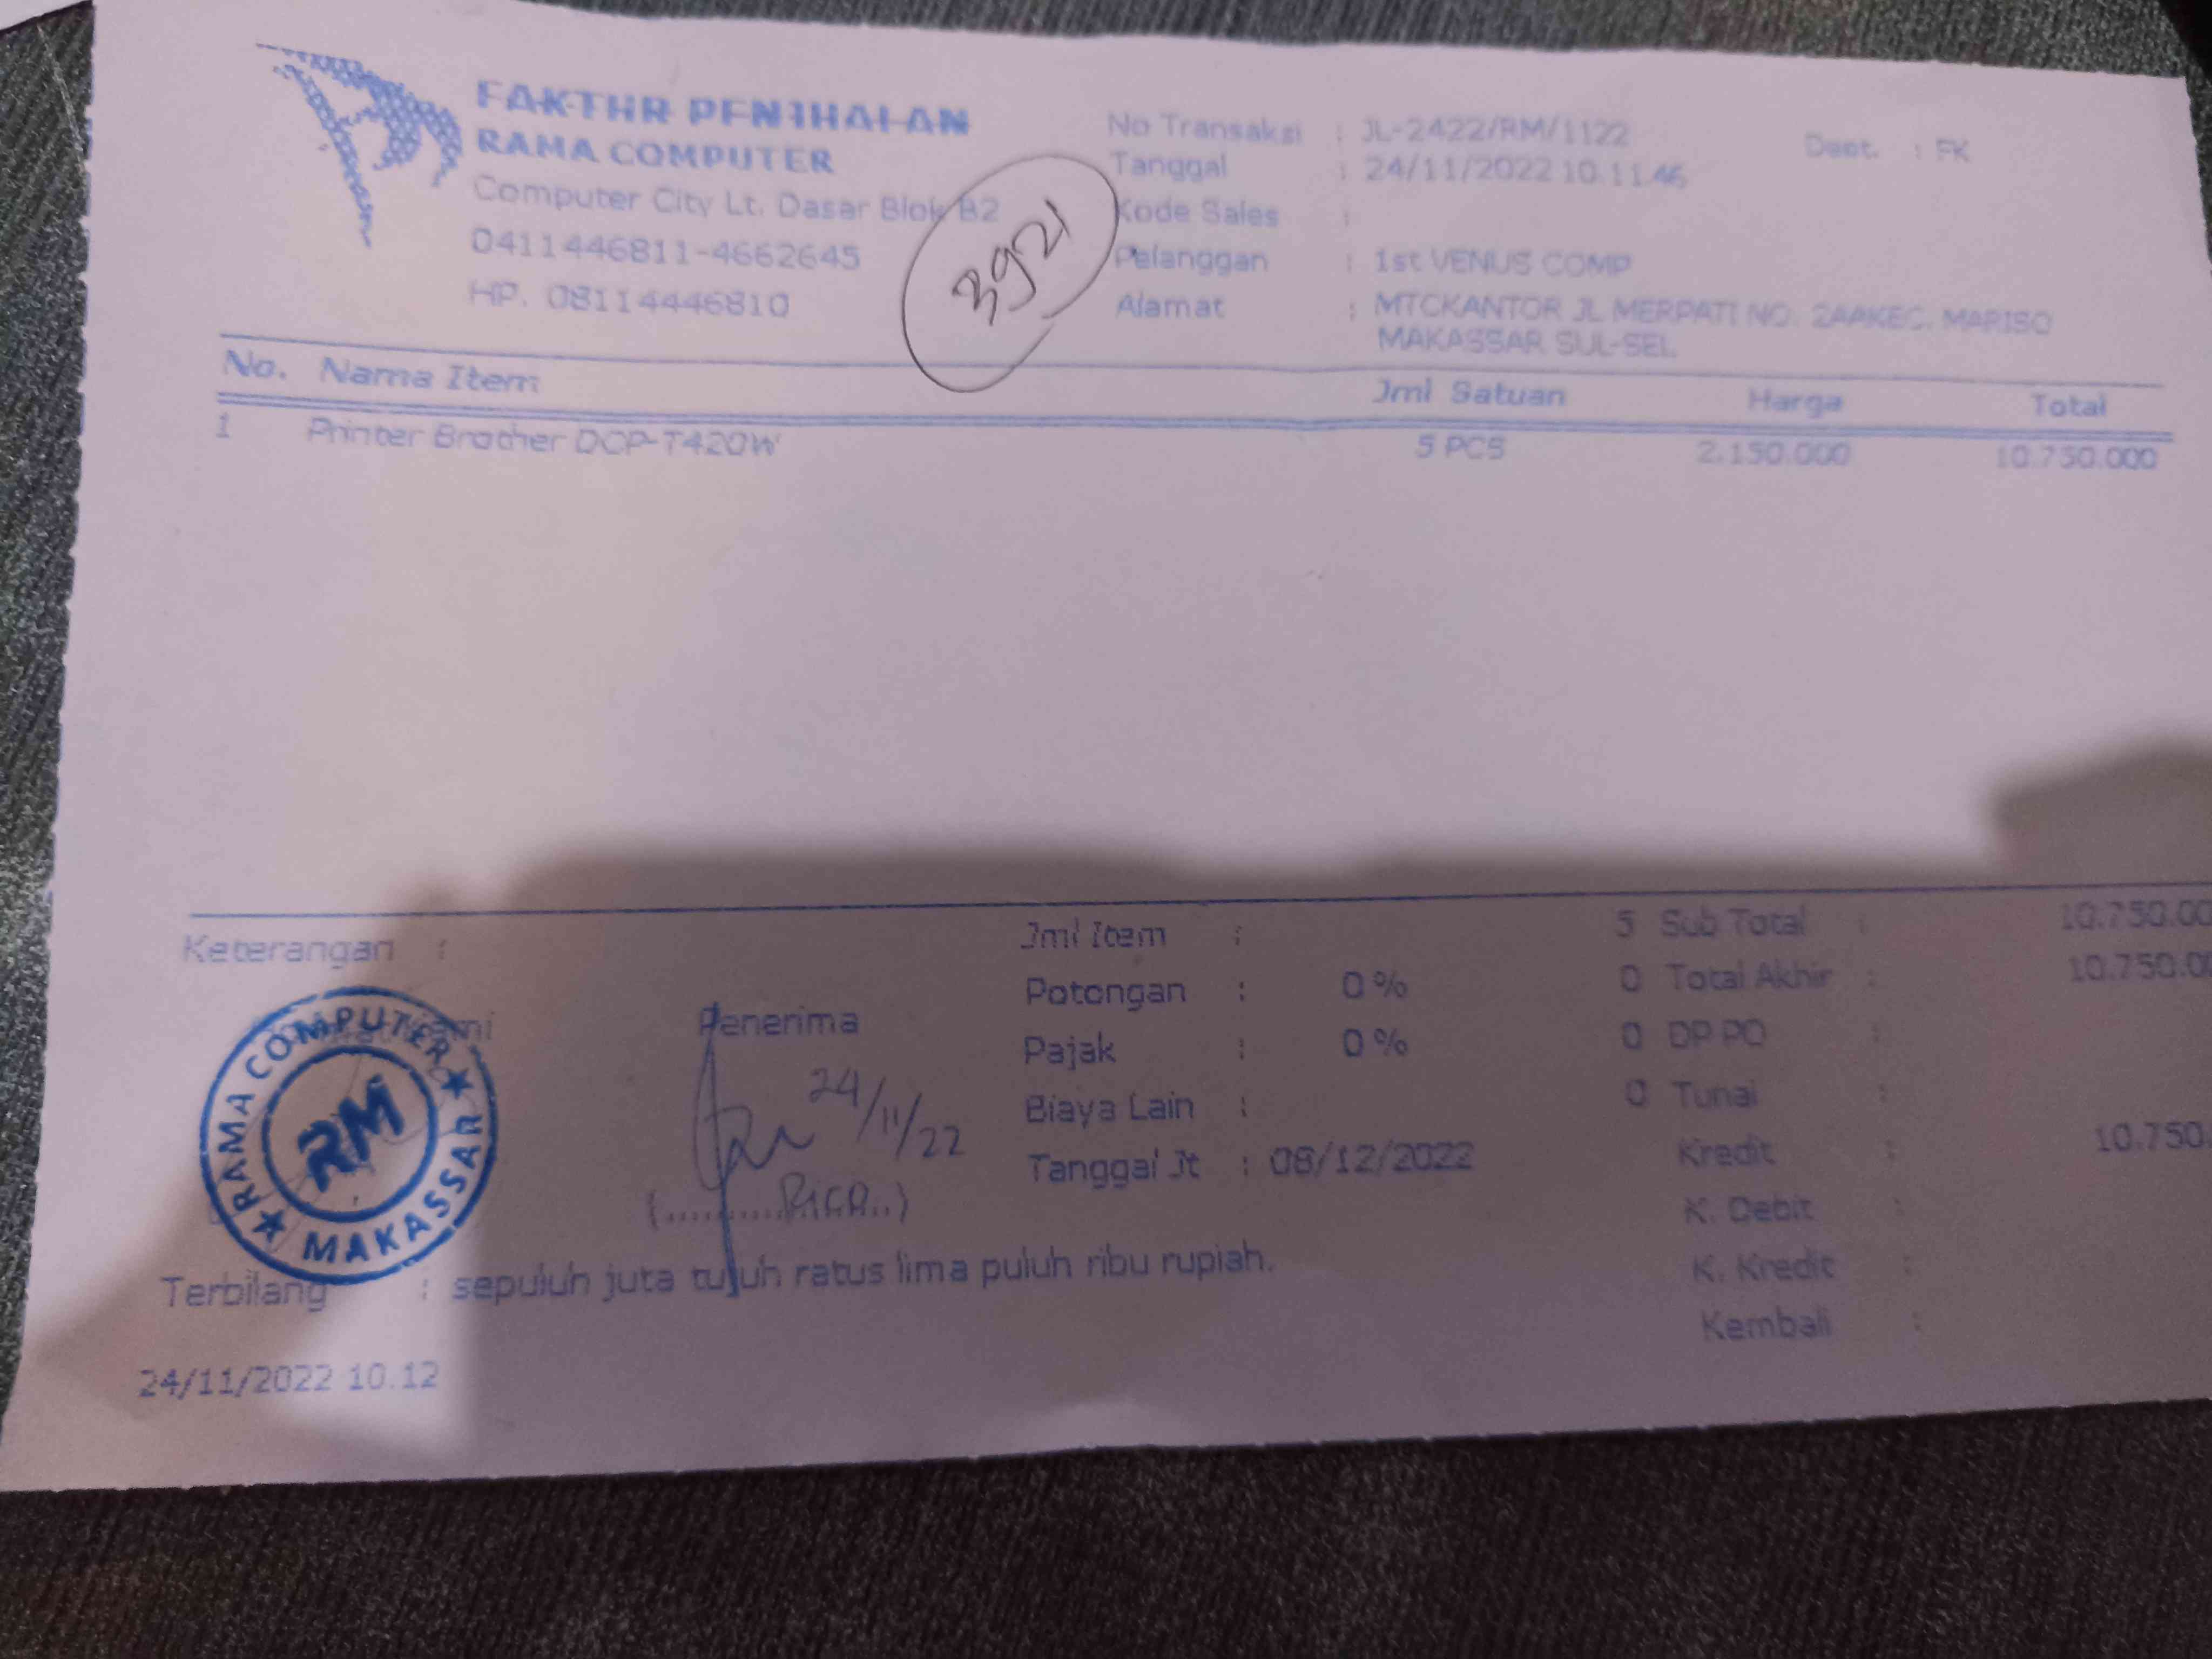 FAKTUR PENJUALAN
RAMA COMPUTER
Computer City Lt. Dasar Blok B2
0411446811-4662645
HP. 08114446810
3921
No Transaksi : JL-2422/RM/1122
Tanggal : 24/11/2022 10.11.46
Kode Sales :
Pelanggan : 1st VENUS COMP
Alamat : MTCKANTOR JL MERPATI NO. 2AAKEC. MARISO
MAKASSAR SUL-SEL
Dept. : FK
No. Nama Item Jml Satuan Harga Total
1 Printer Brother DCP-T420W 5 PCS 2.150.000 10.750.000
Keterangan :
Penerima
24/11/22
RAMA COMPUTER
RM
MAKASSAR
Jml Item : 5
Potongan : 0 % 0
Pajak : 0 % 0
Biaya Lain : 0
Tanggal Jt : 08/12/2022
Sub Total : 10.750.00
Total Akhir : 10.750.00
DP PO :
Tunai :
Kredit : 10.750.
K. Debit :
K. Kredit :
Kembali :
Terbilang : sepuluh juta tujuh ratus lima puluh ribu rupiah.
24/11/2022 10.12